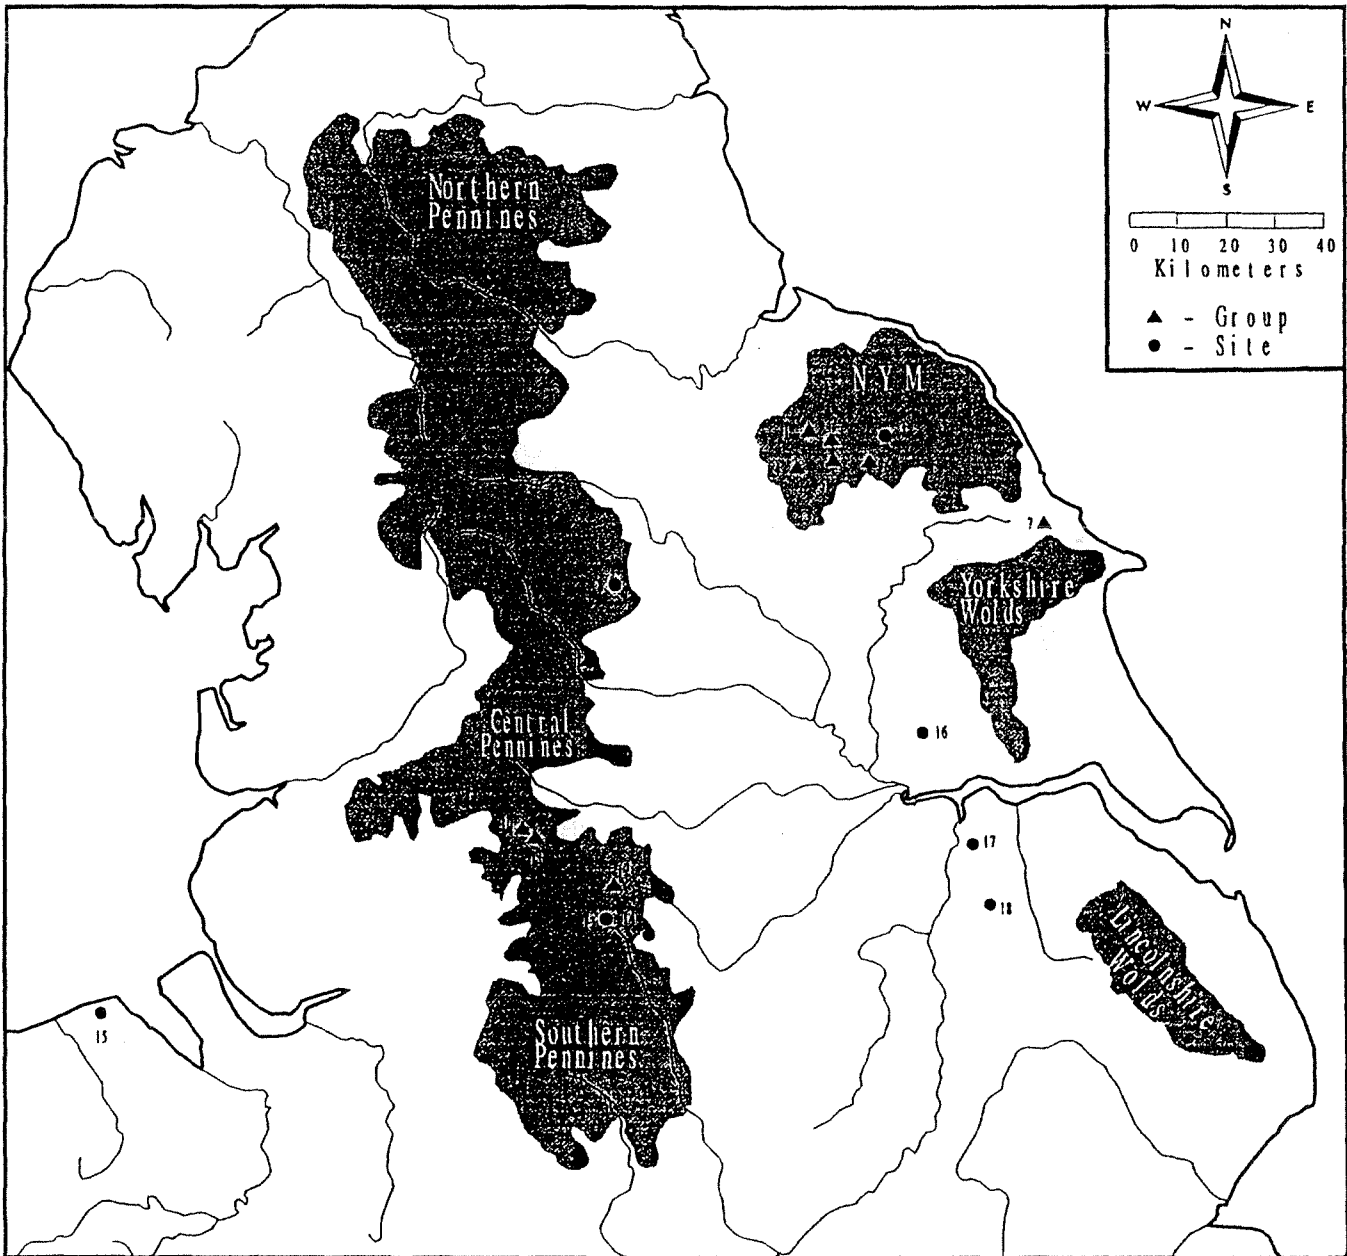 N
W E
S
0 10 20 30 40
Kilometers
▲ - Group
● - Site
Northern
Pennines
N Y M
7
Yorkshire
Wolds
Central
Pennines
16
17
18
Lincolnshire
Wolds
15
Southern
Pennines